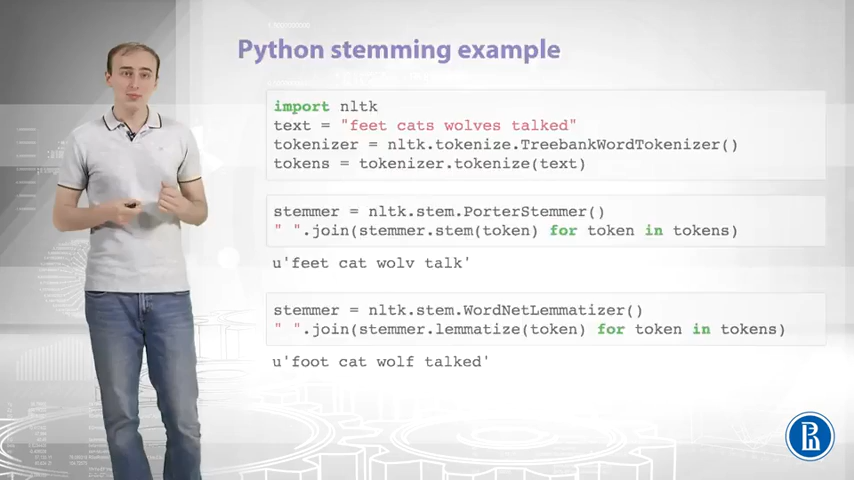 Python stemming example
import nltk
text = "feet cats wolves talked"
tokenizer = nltk.tokenize.TreebankWordTokenizer()
tokens = tokenizer.tokenize(text)
stemmer = nltk.stem.PorterStemmer()
" ".join(stemmer.stem(token) for token in tokens)
u'feet cat wolv talk'
stemmer = nltk.stem.WordNetLemmatizer()
" ".join(stemmer.lemmatize(token) for token in tokens)
u'foot cat wolf talked'